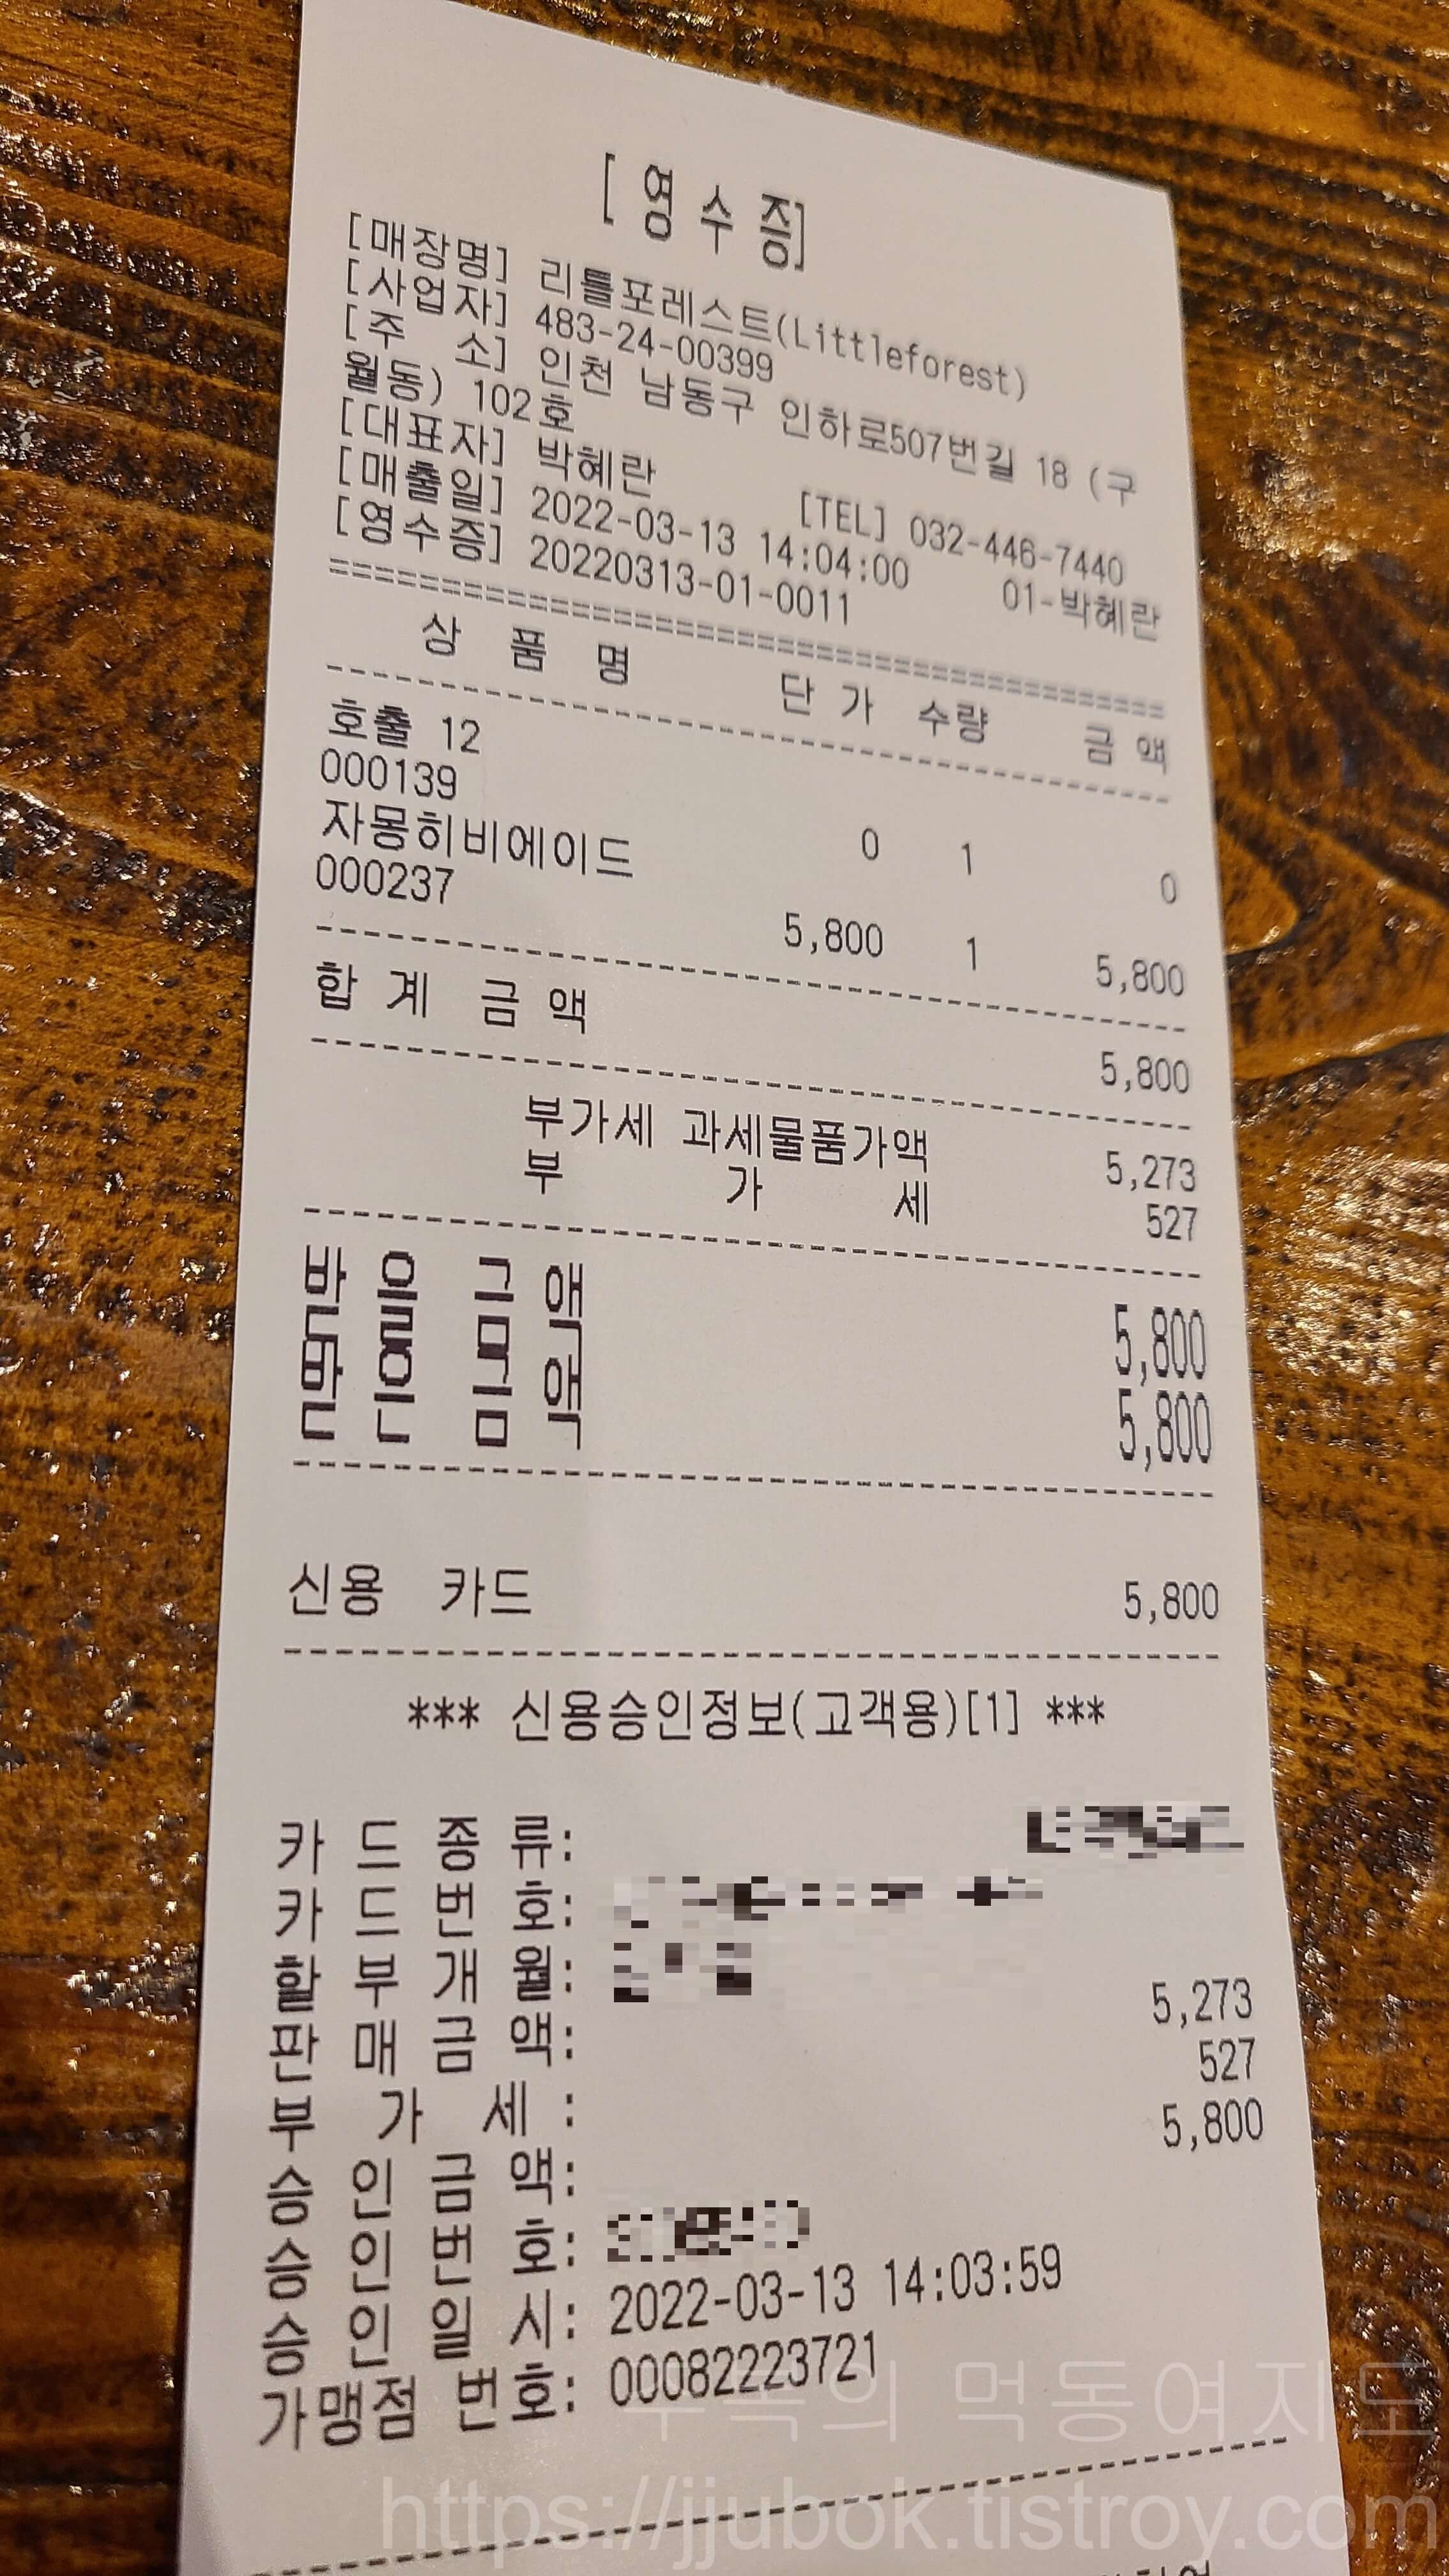 [ 영 수 증]
[매장명] 리틀포레스트(Littleforest)
[사업자] 483-24-00399
[주 소] 인천 남동구 인하로507번길 18 (구
월동) 102호
[대표자] 박혜란 [TEL] 032-446-7440
[매출일] 2022-03-13 14:04:00 01-박혜란
[영수증] 20220313-01-0011
=================================================
상 품 명 단 가 수량 금 액
호출 12
000139 0 1 0
자몽히비에이드
000237 5,800 1 5,800
합 계 금 액 5,800
부가세 과세물품가액 5,273
부 가 세 527
받 을 금 액 5,800
받 은 금 액 5,800
신용 카드 5,800
*** 신용승인정보(고객용)[1] ***
카 드 종 류:
카 드 번 호:
할 부 개 월:
판 매 금 액: 5,273
부 가 세 : 527
승 인 금 액: 5,800
승 인 번 호:
승 인 일 시: 2022-03-13 14:03:59
가맹점 번호: 00082223721
먹동여지도
https://jjubok.tistroy.com